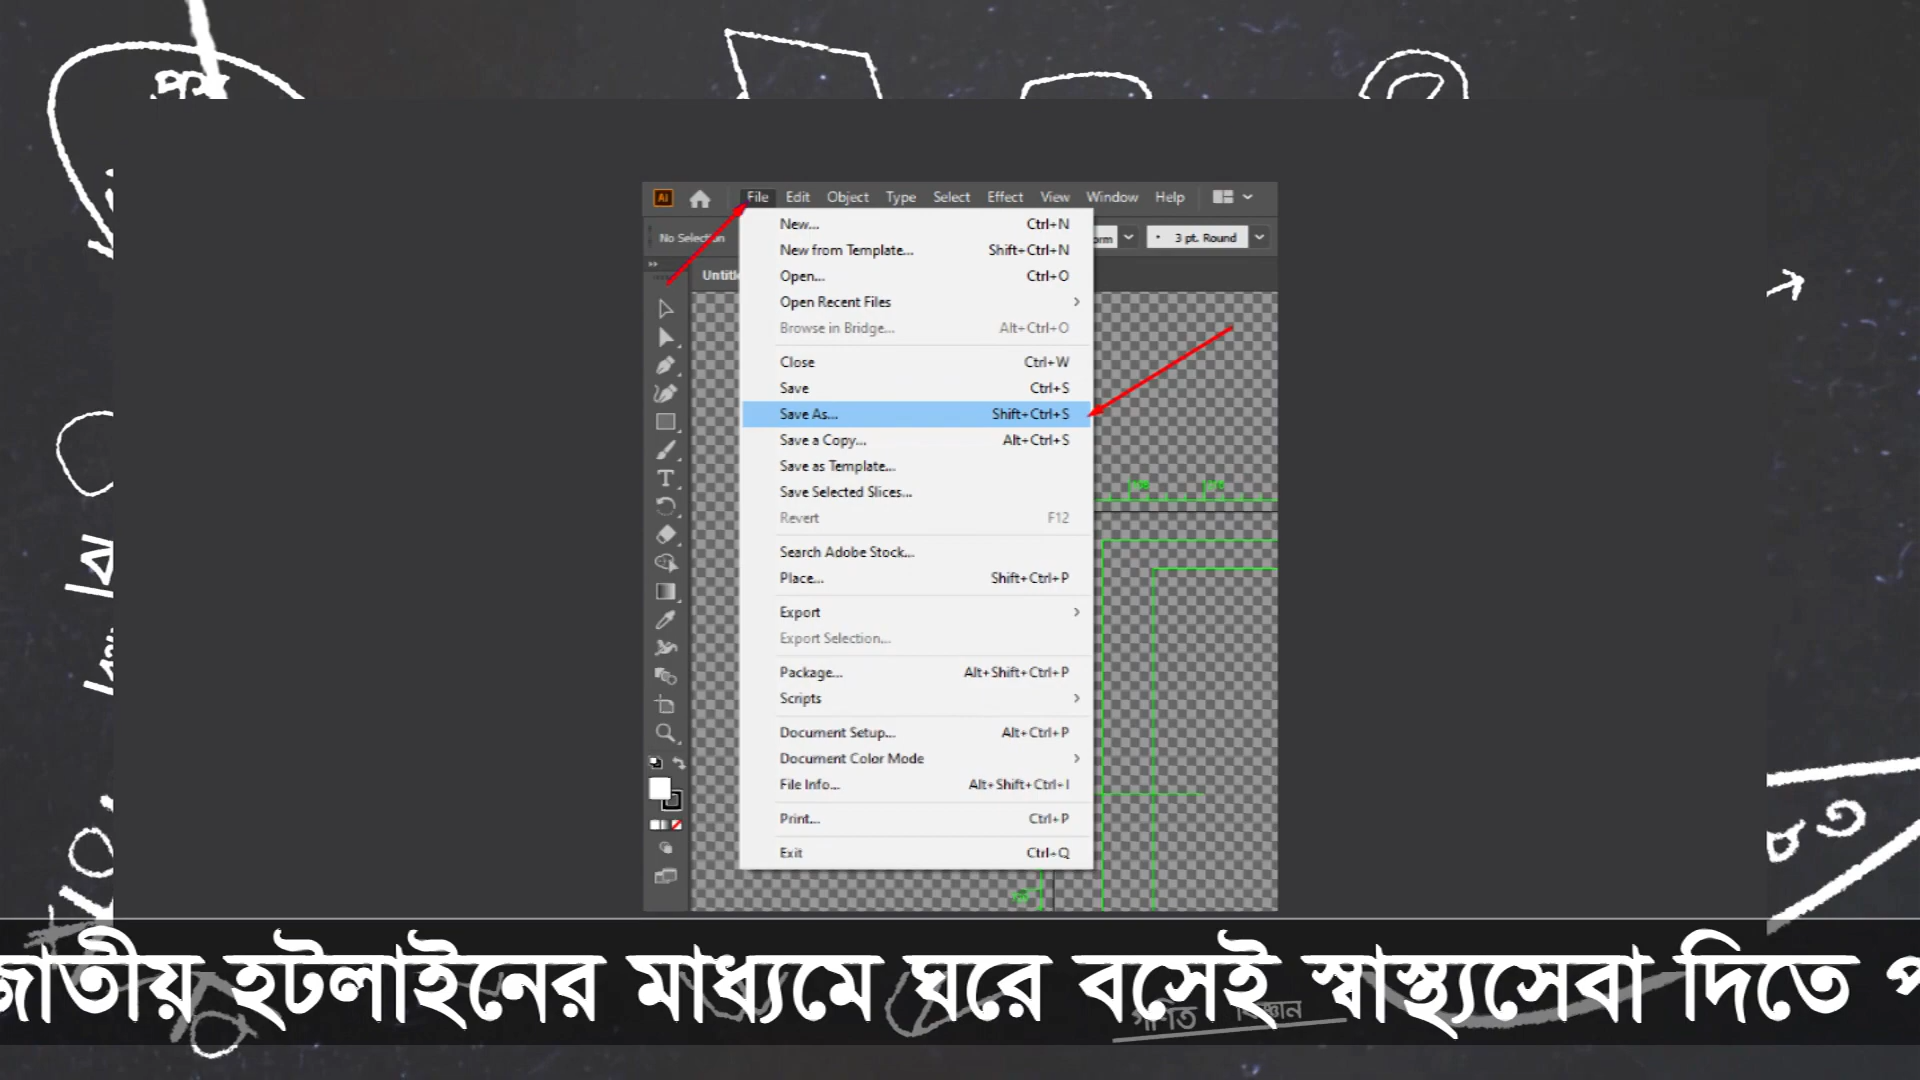 File Edit Object Type Select Effect View Window Help
No Selection
3 pt. Round
New... Ctrl+N
New from Template... Shift+Ctrl+N
Open... Ctrl+O
Open Recent Files
Browse in Bridge... Alt+Ctrl+O
Close Ctrl+W
Save Ctrl+S
Save As... Shift+Ctrl+S
Save a Copy... Alt+Ctrl+S
Save as Template...
Save Selected Slices...
Revert F12
Search Adobe Stock...
Place... Shift+Ctrl+P
Export
Export Selection...
Package... Alt+Shift+Ctrl+P
Scripts
Document Setup... Alt+Ctrl+P
Document Color Mode
File Info... Alt+Shift+Ctrl+I
Print... Ctrl+P
Exit Ctrl+Q
জাতীয় হটলাইনের মাধ্যমে ঘরে বসেই স্বাস্থ্যসেবা দিতে
গণিত